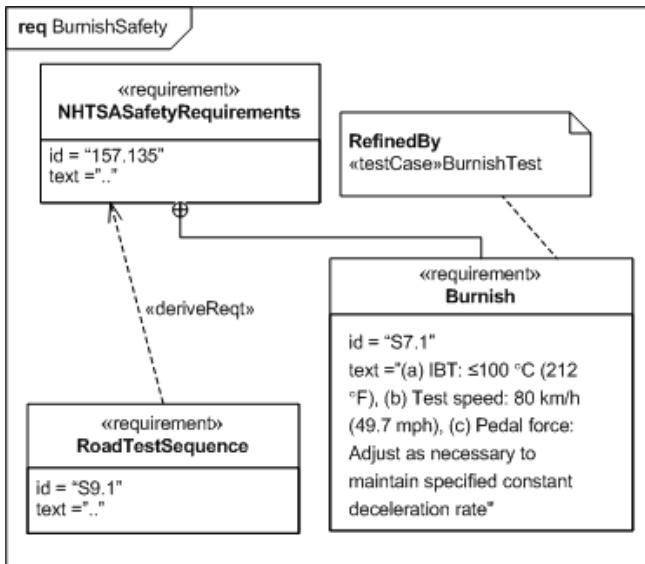 req BurnishSafety
«requirement»
NHTSASafetyRequirements
id = “157.135”
text =”..”
RefinedBy
«testCase»BurnishTest
«deriveReqt»
«requirement»
Burnish
id = “S7.1”
text =”(a) IBT: ≤100 °C (212
°F), (b) Test speed: 80 km/h
(49.7 mph), (c) Pedal force:
Adjust as necessary to
maintain specified constant
deceleration rate"
«requirement»
RoadTestSequence
id = “S9.1”
text =”..”